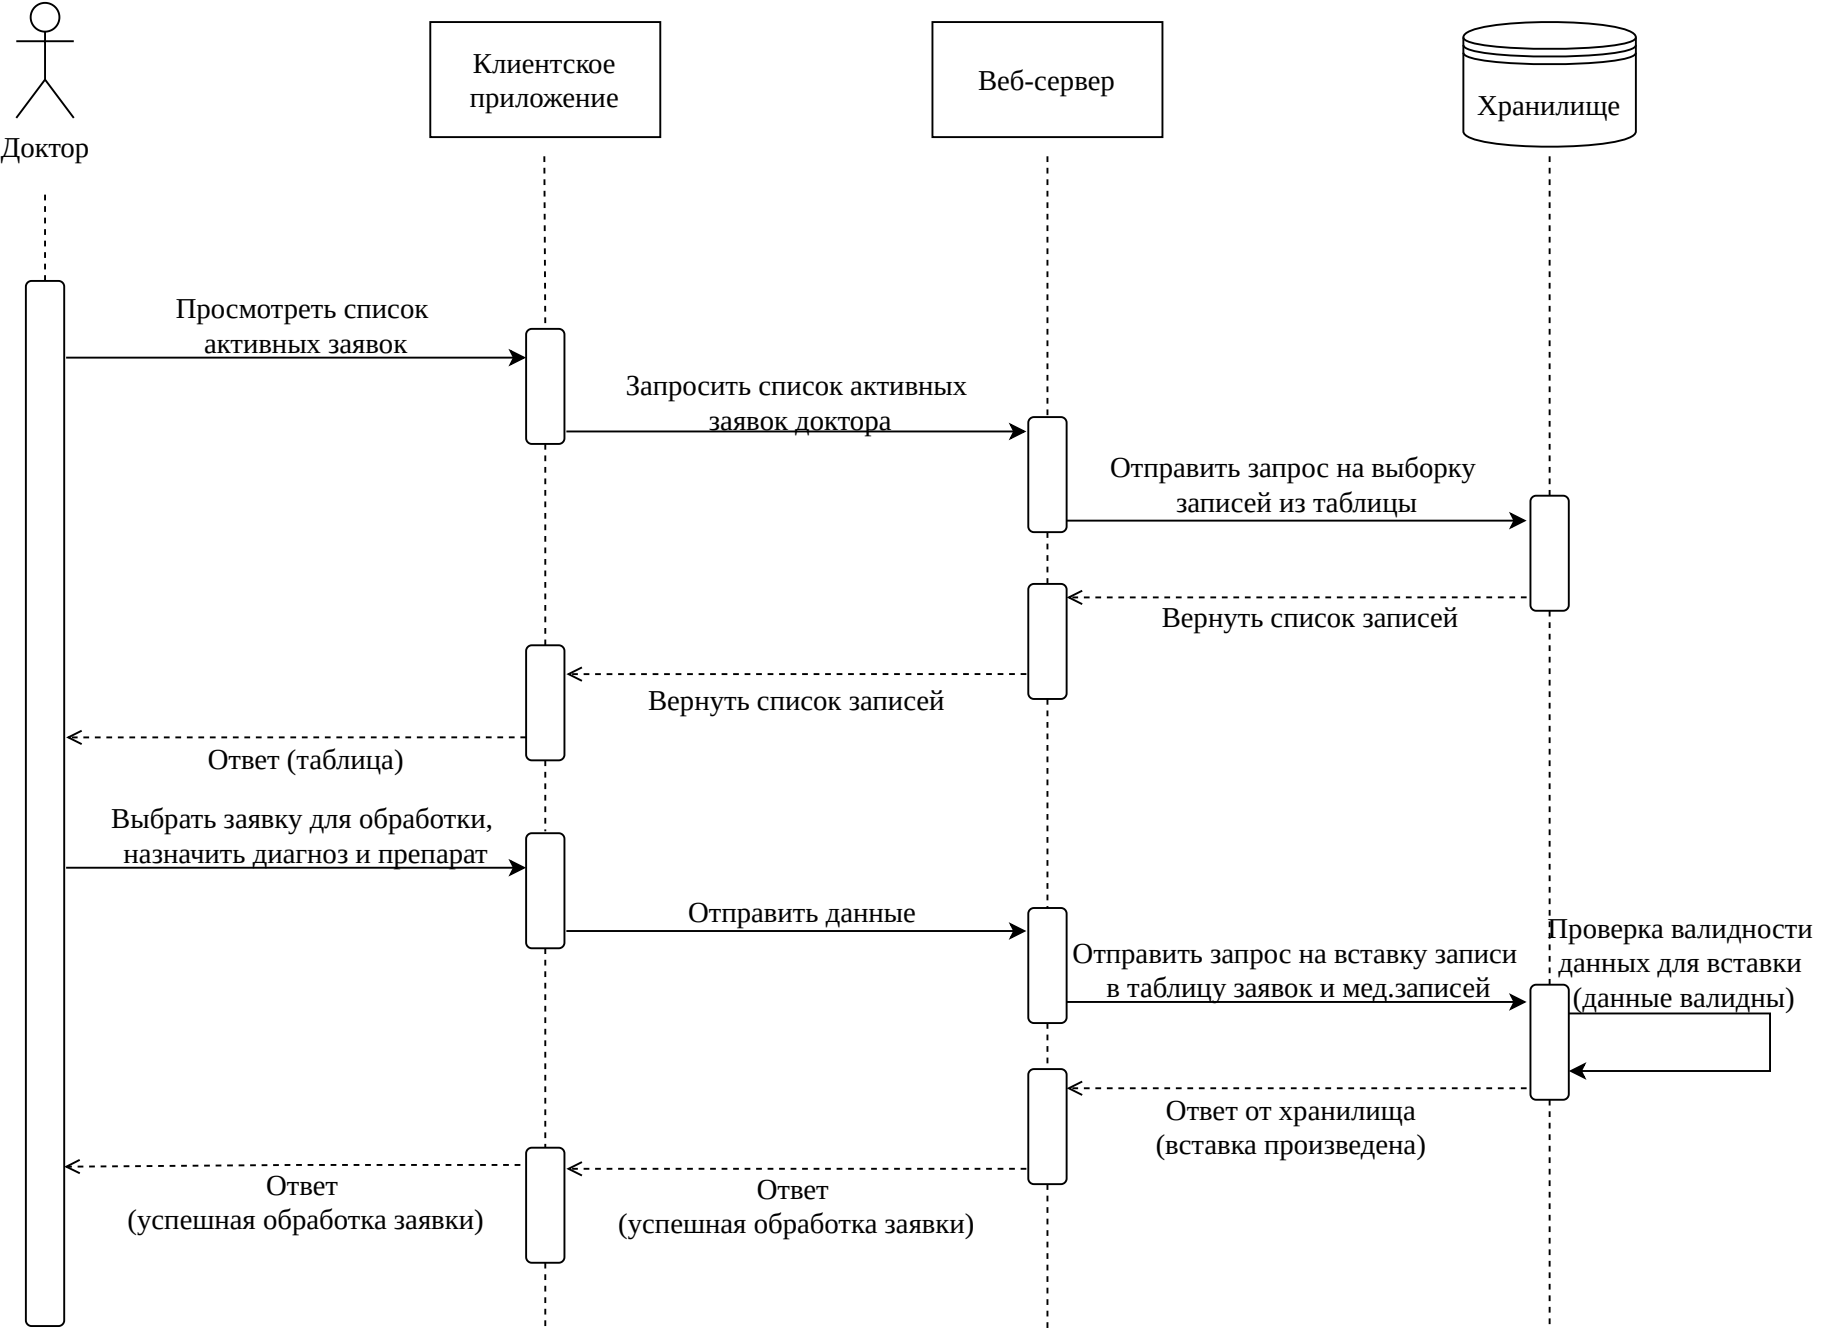 Доктор
Клиентское
приложение
Веб-сервер
Хранилище
Просмотреть список
активных заявок
Запросить список активных
заявок доктора
Отправить запрос на выборку
записей из таблицы
Вернуть список записей
Вернуть список записей
Ответ (таблица)
Выбрать заявку для обработки,
назначить диагноз и препарат
Отправить данные
Отправить запрос на вставку записи
в таблицу заявок и мед.записей
Проверка валидности
данных для вставки
(данные валидны)
Ответ от хранилища
(вставка произведена)
Ответ
(успешная обработка заявки)
Ответ
(успешная обработка заявки)